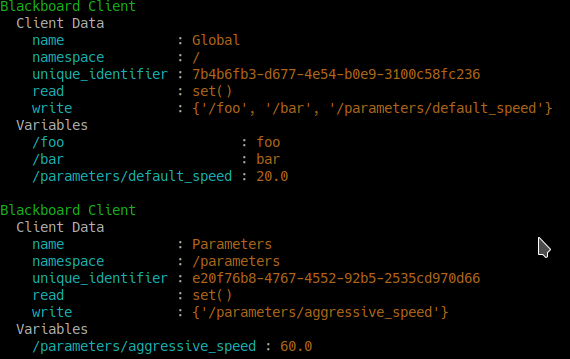 Blackboard Client
  Client Data
    name              : Global
    namespace         : /
    unique_identifier : 7b4b6fb3-d677-4e54-b0e9-3100c58fc236
    read              : set()
    write             : {'/foo', '/bar', '/parameters/default_speed'}
  Variables
    /foo                      : foo
    /bar                      : bar
    /parameters/default_speed : 20.0

Blackboard Client
  Client Data
    name              : Parameters
    namespace         : /parameters
    unique_identifier : e20f76b8-4767-4552-92b5-2535cd970d66
    read              : set()
    write             : {'/parameters/aggressive_speed'}
  Variables
    /parameters/aggressive_speed : 60.0